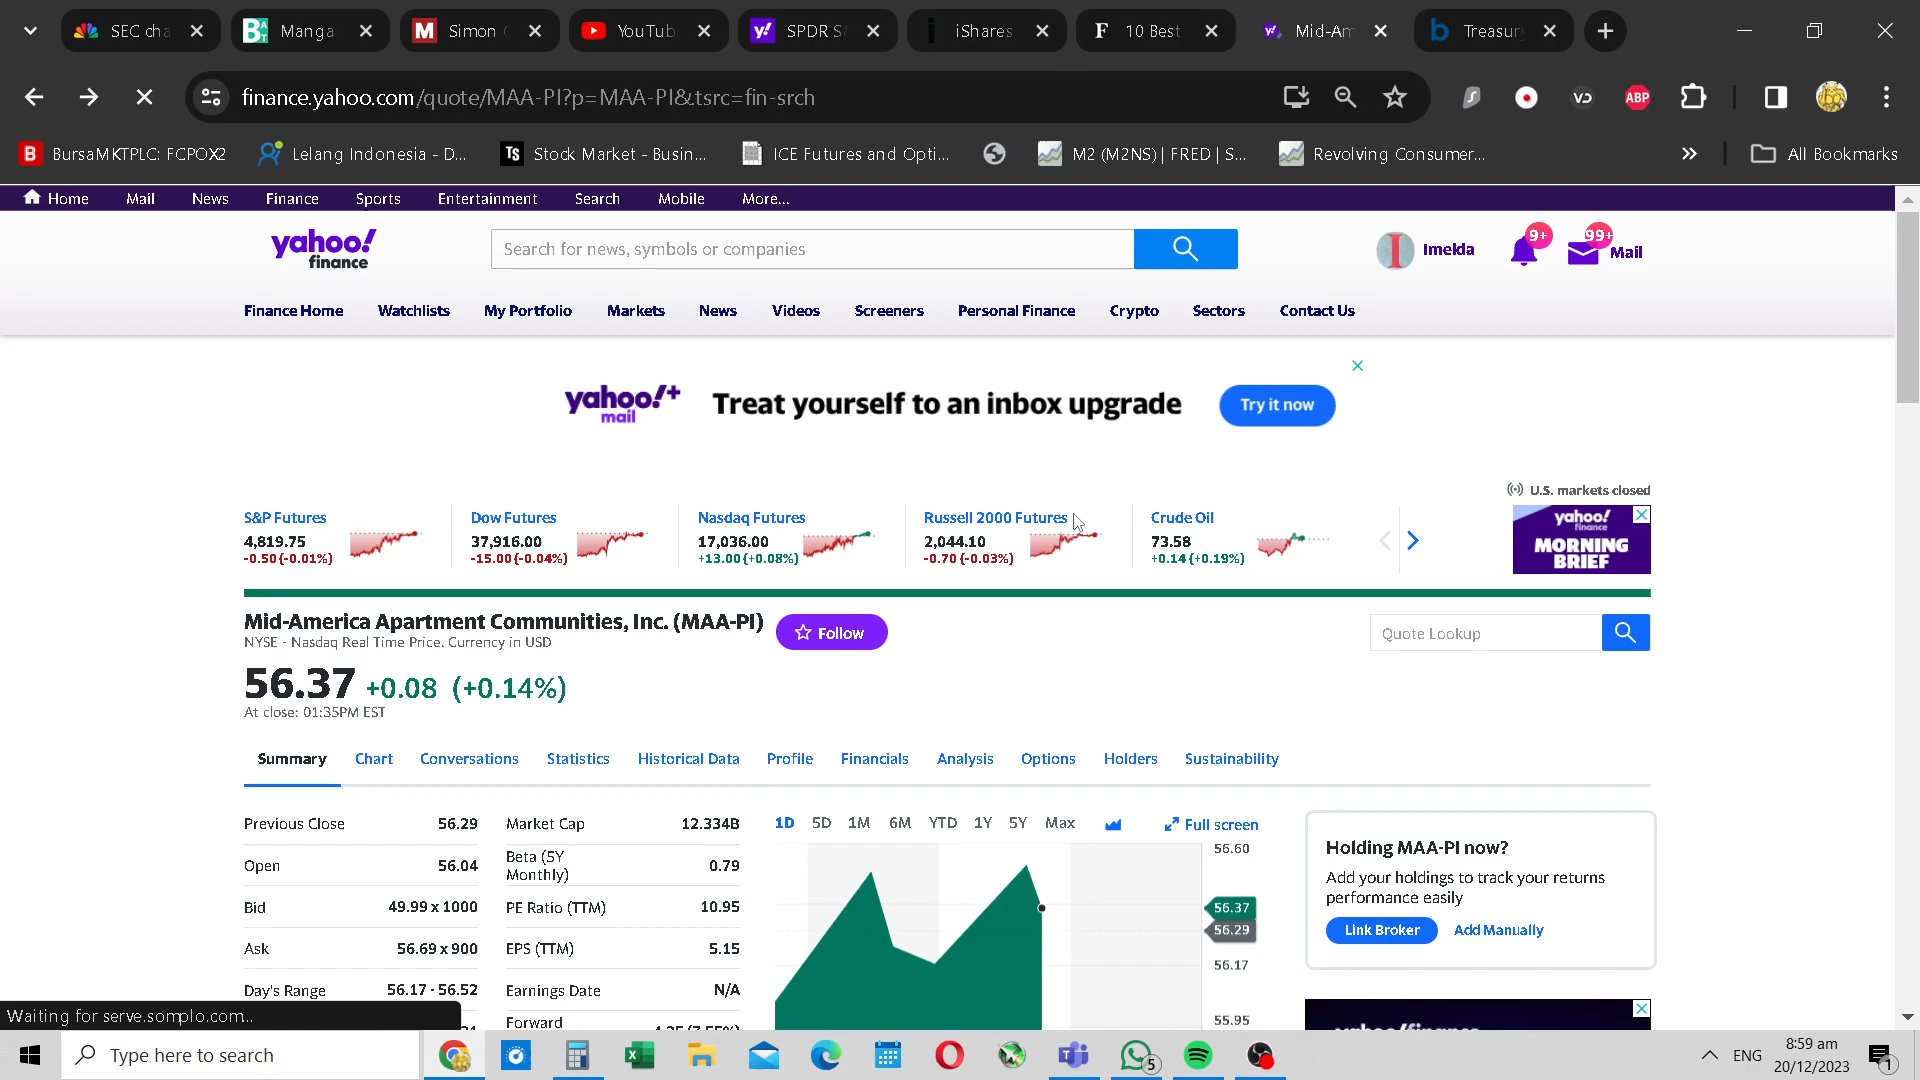 SEC cha
Manga
Simon
YouTub
SPDR S&
iShares
10 Best
Mid-Am
Treasur
finance.yahoo.com/quote/MAA-PI?p=MAA-PI&tsrc=fin-srch
ABP
BursaMKTPLC: FCPOX2
Lelang Indonesia - D...
Stock Market - Busin...
ICE Futures and Opti...
M2 (M2NS) | FRED | S...
Revolving Consumer...
All Bookmarks
Home
Mail
News
Finance
Sports
Entertainment
Search
Mobile
More...
yahoo!
finance
Search for news, symbols or companies
Imelda
9+
99+
Mail
Finance Home
Watchlists
My Portfolio
Markets
News
Videos
Screeners
Personal Finance
Crypto
Sectors
Contact Us
yahoo!+
mail
Treat yourself to an inbox upgrade
Try it now
U.S. markets closed
S&P Futures
4,819.75
-0.50 (-0.01%)
Dow Futures
37,916.00
-15.00 (-0.04%)
Nasdaq Futures
17,036.00
+13.00 (+0.08%)
Russell 2000 Futures
2,044.10
-0.70 (-0.03%)
Crude Oil
73.58
+0.14 (+0.19%)
yahoo!
finance
MORNING
BRIEF
Mid-America Apartment Communities, Inc. (MAA-PI)
Follow
NYSE - Nasdaq Real Time Price. Currency in USD
Quote Lookup
56.37 +0.08 (+0.14%)
At close: 01:35PM EST
Summary
Chart
Conversations
Statistics
Historical Data
Profile
Financials
Analysis
Options
Holders
Sustainability
Previous Close 56.29
Open 56.04
Bid 49.99 x 1000
Ask 56.69 x 900
Day's Range 56.17 - 56.52
Market Cap 12.334B
Beta (5Y
Monthly) 0.79
PE Ratio (TTM) 10.95
EPS (TTM) 5.15
Earnings Date N/A
Forward
1D 5D 1M 6M YTD 1Y 5Y Max
Full screen
56.60
56.37
56.29
56.17
55.95
Holding MAA-PI now?
Add your holdings to track your returns
performance easily
Link Broker
Add Manually
Waiting for serve.somplo.com...
Type here to search
5
ENG
8:59 am
20/12/2023
1